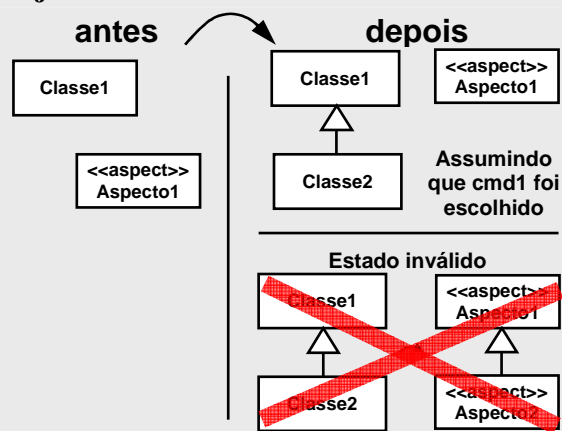 antes
depois
Classe1
<<aspect>>
Aspecto1
Classe1
<<aspect>>
Aspecto1
Classe2
Assumindo
que cmd1 foi
escolhido
Estado inválido
Classe1
<<aspect>>
Aspecto1
Classe2
<<aspect>>
Aspecto2